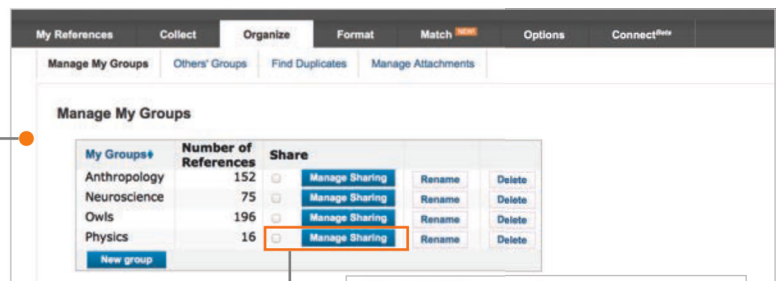 My References Collect Organize Format Match NEW! Options Connect Beta
Manage My Groups Others' Groups Find Duplicates Manage Attachments
Manage My Groups
My Groups Number of References Share
Anthropology 152 Manage Sharing Rename Delete
Neuroscience 75 Manage Sharing Rename Delete
Owls 196 Manage Sharing Rename Delete
Physics 16 Manage Sharing Rename Delete
New group